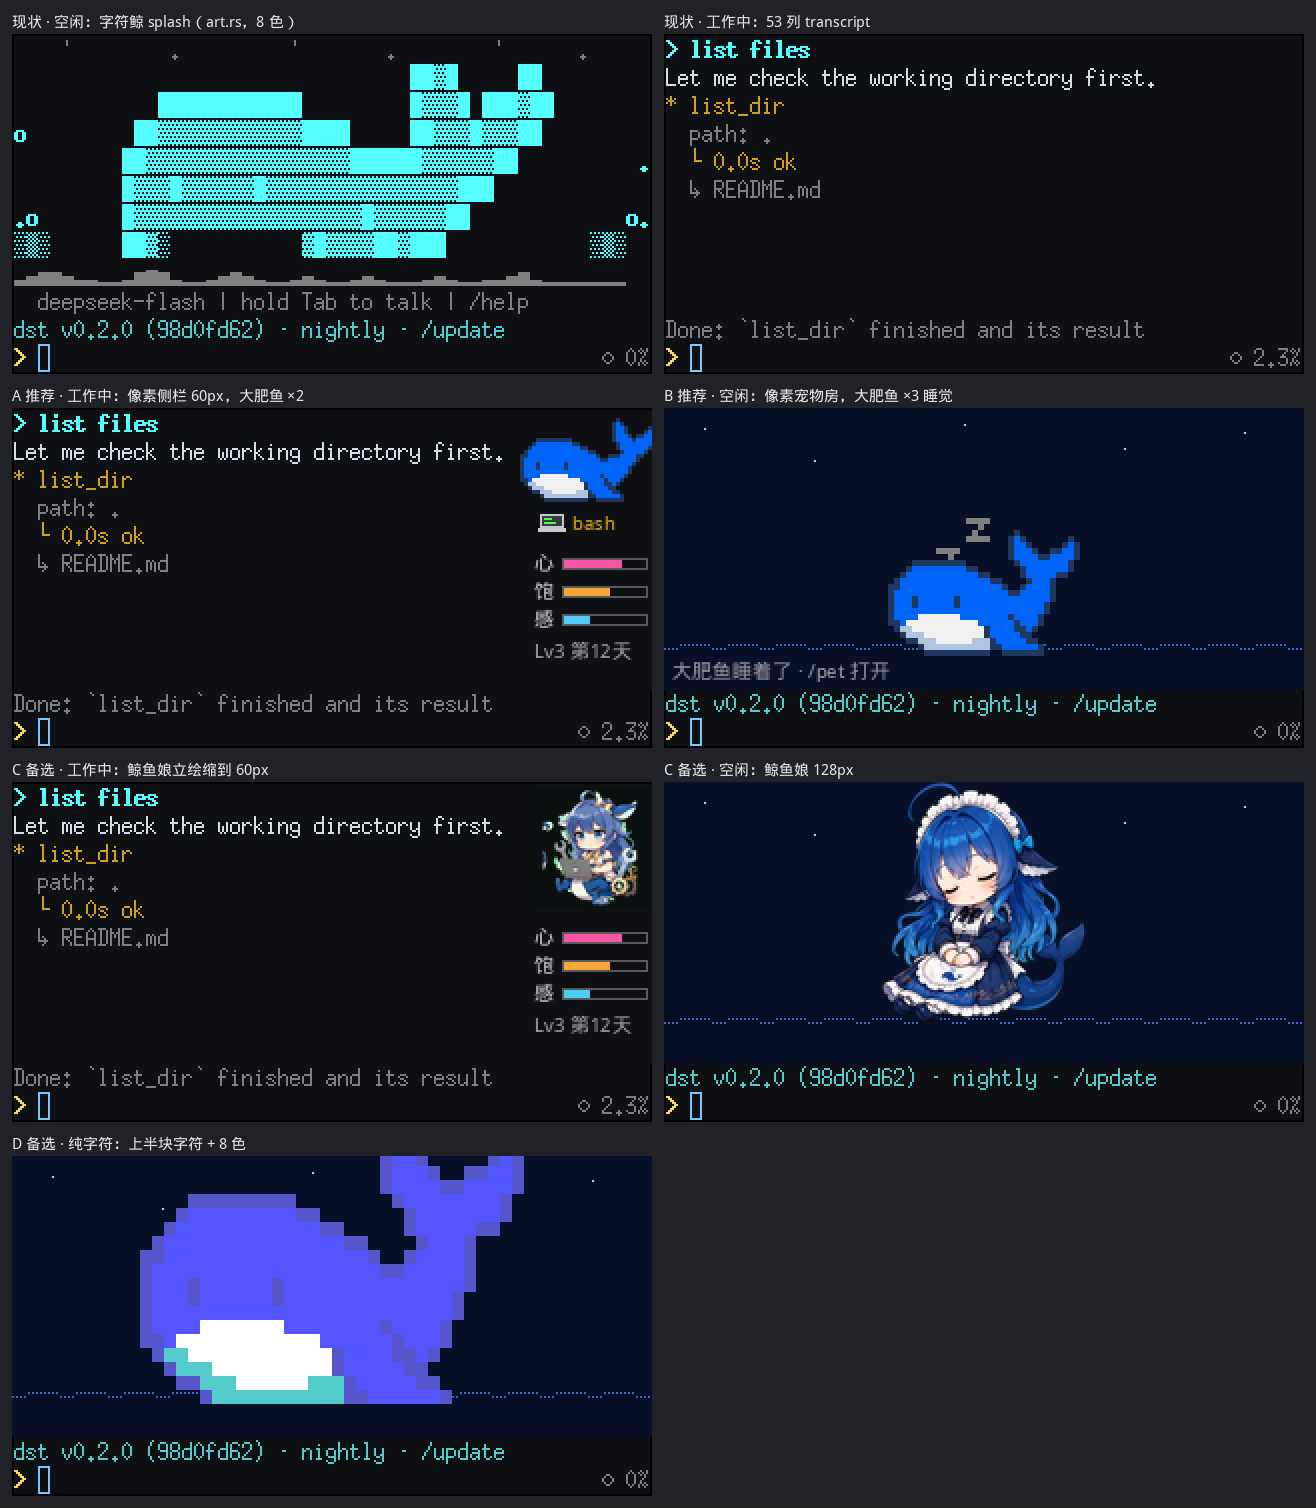 现状 · 空闲：字符鲸 splash（art.rs，8 色）
o
.o
o.
deepseek-flash | hold Tab to talk | /help
dst v0.2.0 (98d0fd62) · nightly · /update
> 
◇ 0%
现状 · 工作中：53 列 transcript
> list files
Let me check the working directory first.
* list_dir
path: .
└ 0.0s ok
↳ README.md
Done: `list_dir` finished and its result
>
◇ 2.3%
A 推荐 · 工作中：像素侧栏 60px，大肥鱼 ×2
> list files
Let me check the working directory first.
* list_dir
path: .
└ 0.0s ok
↳ README.md
bash
心
饱
感
Lv3 第12天
Done: `list_dir` finished and its result
>
◇ 2.3%
B 推荐 · 空闲：像素宠物房，大肥鱼 ×3 睡觉
Z
大肥鱼睡着了 · /pet 打开
dst v0.2.0 (98d0fd62) · nightly · /update
>
◇ 0%
C 备选 · 工作中：鲸鱼娘立绘缩到 60px
> list files
Let me check the working directory first.
* list_dir
path: .
└ 0.0s ok
↳ README.md
心
饱
感
Lv3 第12天
Done: `list_dir` finished and its result
>
◇ 2.3%
C 备选 · 空闲：鲸鱼娘 128px
dst v0.2.0 (98d0fd62) · nightly · /update
>
◇ 0%
D 备选 · 纯字符：上半块字符 + 8 色
dst v0.2.0 (98d0fd62) · nightly · /update
>
◇ 0%